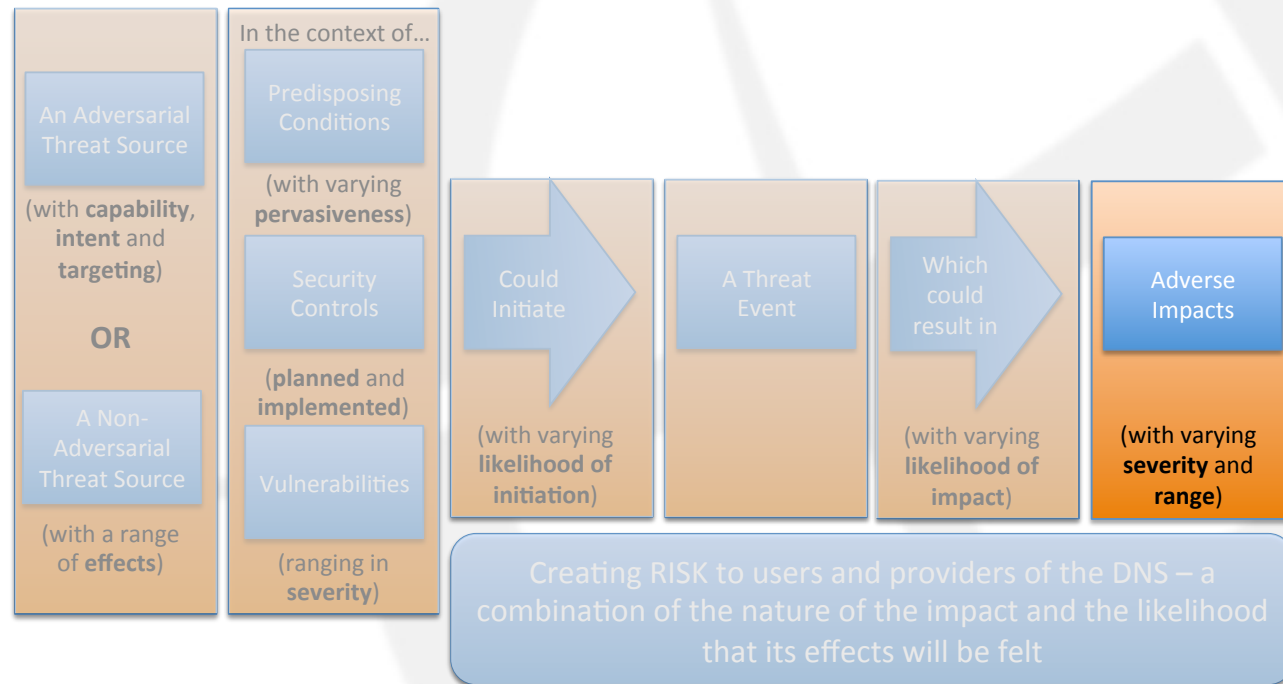 An Adversarial
Threat Source
(with capability,
intent and
targeting)
OR
A Non-
Adversarial
Threat Source
(with a range
of effects)
In the context of…
Predisposing
Conditions
(with varying
pervasiveness)
Security
Controls
(planned and
implemented)
Vulnerabilities
(ranging in
severity)
Could
Initiate
(with varying
likelihood of
initiation)
A Threat
Event
Which
could
result in
(with varying
likelihood of
impact)
Adverse
Impacts
(with varying
severity and
range)
Creating RISK to users and providers of the DNS – a
combination of the nature of the impact and the likelihood
that its effects will be felt